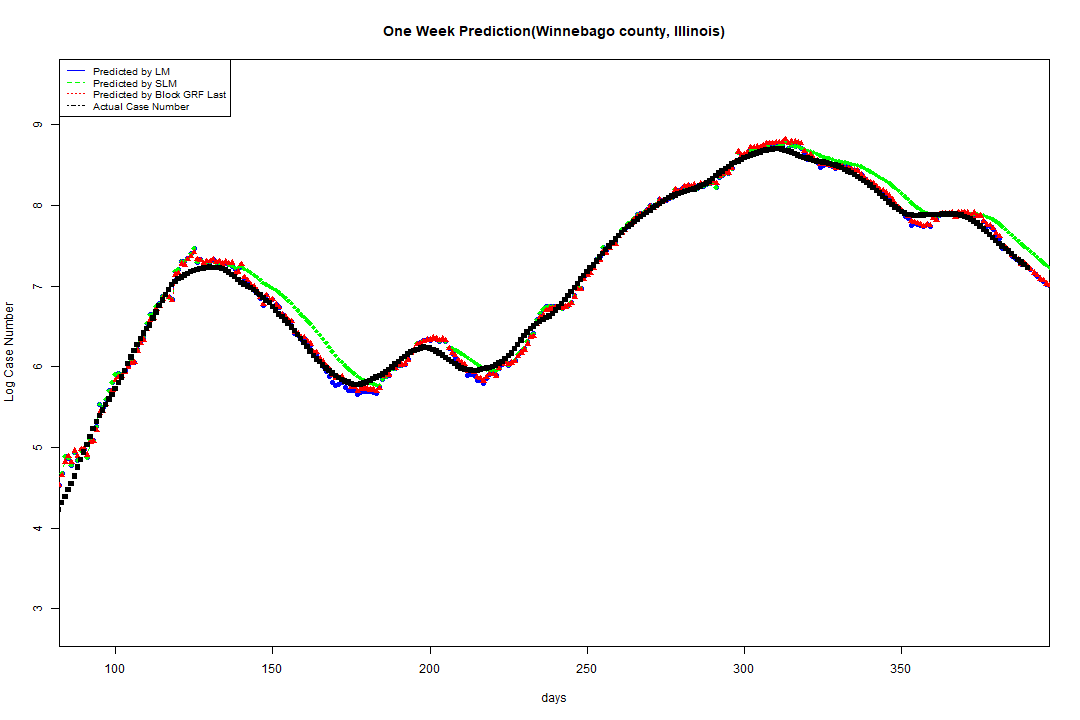 One Week Prediction(Winnebago county, Illinois)
Predicted by LM
Predicted by SLM
Predicted by Block GRF Last
Actual Case Number
9
8
7
6
5
4
3
Log Case Number
100 150 200 250 300 350
days